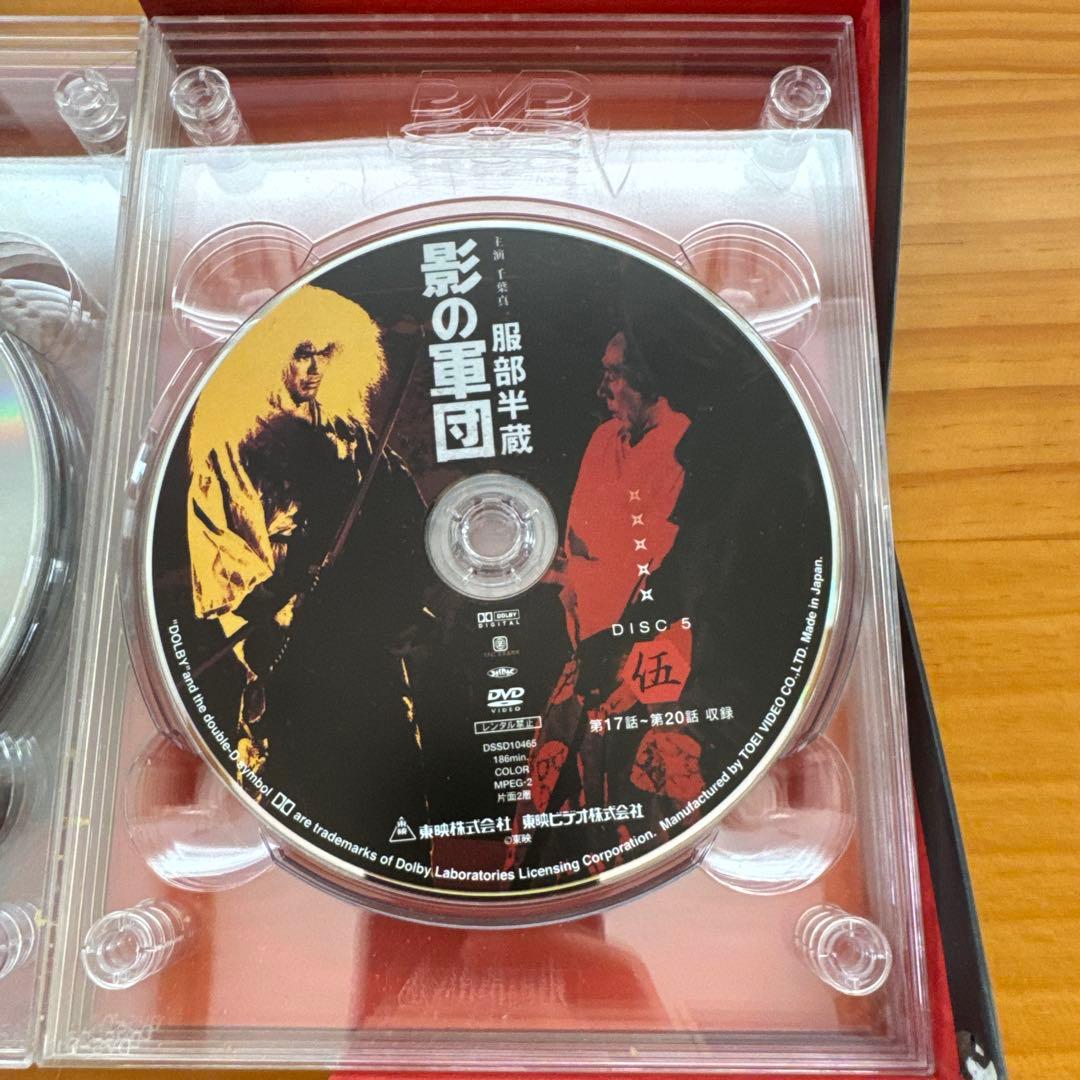 DVD
主演 千葉真一
服部半蔵
影の軍団
DISC 5
伍
第17話~第20話 収録
DOLBY
DIGITAL
DVD
VIDEO
レンタル禁止
DSSD10465
186min.
COLOR
MPEG-2
片面2層
東映株式会社 東映ビデオ株式会社
©東映
"DOLBY" and the double-D symbol are trademarks of Dolby Laboratories Licensing Corporation. Manufactured by TOEI VIDEO CO.,LTD. Made in Japan.